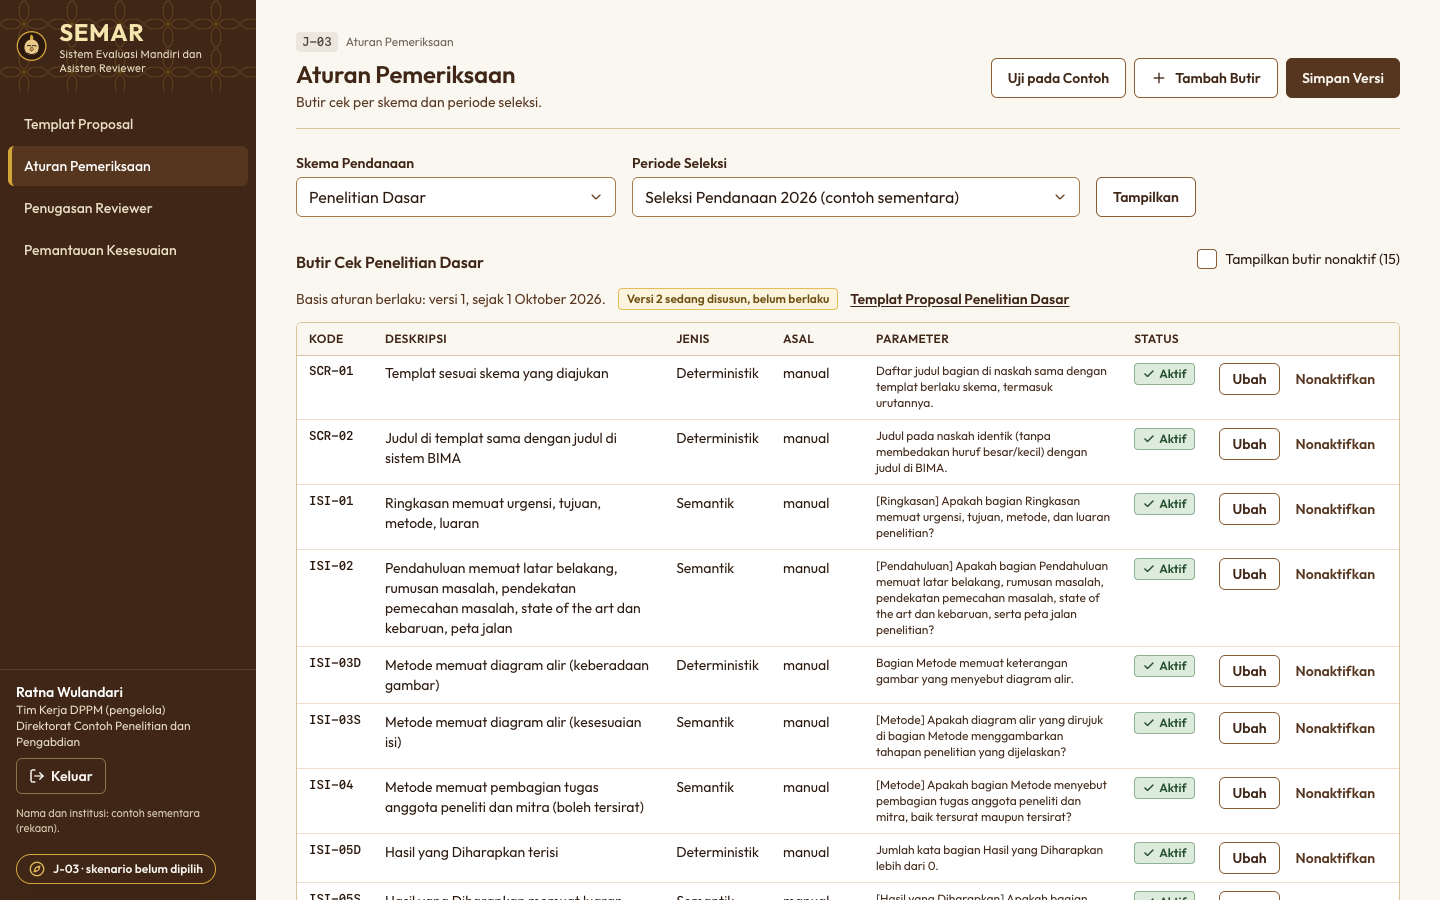 SEMAR
Sistem Evaluasi Mandiri dan
Asisten Reviewer
Templat Proposal
Aturan Pemeriksaan
Penugasan Reviewer
Pemantauan Kesesuaian
Ratna Wulandari
Tim Kerja DPPM (pengelola)
Direktorat Contoh Penelitian dan
Pengabdian
Keluar
Nama dan institusi: contoh sementara
(rekaan).
J-03 · skenario belum dipilih
J-03 Aturan Pemeriksaan
Aturan Pemeriksaan
Butir cek per skema dan periode seleksi.
Uji pada Contoh
Tambah Butir
Simpan Versi
Skema Pendanaan
Penelitian Dasar
Periode Seleksi
Seleksi Pendanaan 2026 (contoh sementara)
Tampilkan
Butir Cek Penelitian Dasar
Tampilkan butir nonaktif (15)
Basis aturan berlaku: versi 1, sejak 1 Oktober 2026. Versi 2 sedang disusun, belum berlaku Templat Proposal Penelitian Dasar
KODE DESKRIPSI JENIS ASAL PARAMETER STATUS
SCR-01
Templat sesuai skema yang diajukan
Deterministik
manual
Daftar judul bagian di naskah sama dengan
templat berlaku skema, termasuk
urutannya.
Aktif
Ubah
Nonaktifkan
SCR-02
Judul di templat sama dengan judul di
sistem BIMA
Deterministik
manual
Judul pada naskah identik (tanpa
membedakan huruf besar/kecil) dengan
judul di BIMA.
Aktif
Ubah
Nonaktifkan
ISI-01
Ringkasan memuat urgensi, tujuan,
metode, luaran
Semantik
manual
[Ringkasan] Apakah bagian Ringkasan
memuat urgensi, tujuan, metode, dan luaran
penelitian?
Aktif
Ubah
Nonaktifkan
ISI-02
Pendahuluan memuat latar belakang,
rumusan masalah, pendekatan
pemecahan masalah, state of the art dan
kebaruan, peta jalan
Semantik
manual
[Pendahuluan] Apakah bagian Pendahuluan
memuat latar belakang, rumusan masalah,
pendekatan pemecahan masalah, state of
the art dan kebaruan, serta peta jalan
penelitian?
Aktif
Ubah
Nonaktifkan
ISI-03D
Metode memuat diagram alir (keberadaan
gambar)
Deterministik
manual
Bagian Metode memuat keterangan
gambar yang menyebut diagram alir.
Aktif
Ubah
Nonaktifkan
ISI-03S
Metode memuat diagram alir (kesesuaian
isi)
Semantik
manual
[Metode] Apakah diagram alir yang dirujuk
di bagian Metode menggambarkan
tahapan penelitian yang dijelaskan?
Aktif
Ubah
Nonaktifkan
ISI-04
Metode memuat pembagian tugas
anggota peneliti dan mitra (boleh tersirat)
Semantik
manual
[Metode] Apakah bagian Metode menyebut
pembagian tugas anggota peneliti dan
mitra, baik tersurat maupun tersirat?
Aktif
Ubah
Nonaktifkan
ISI-05D
Hasil yang Diharapkan terisi
Deterministik
manual
Jumlah kata bagian Hasil yang Diharapkan
lebih dari 0.
Aktif
Ubah
Nonaktifkan
ISI-05S
Hasil yang Diharapkan memuat luaran
Semantik
manual
[Hasil yang Diharapkan] Apakah bagian
Aktif